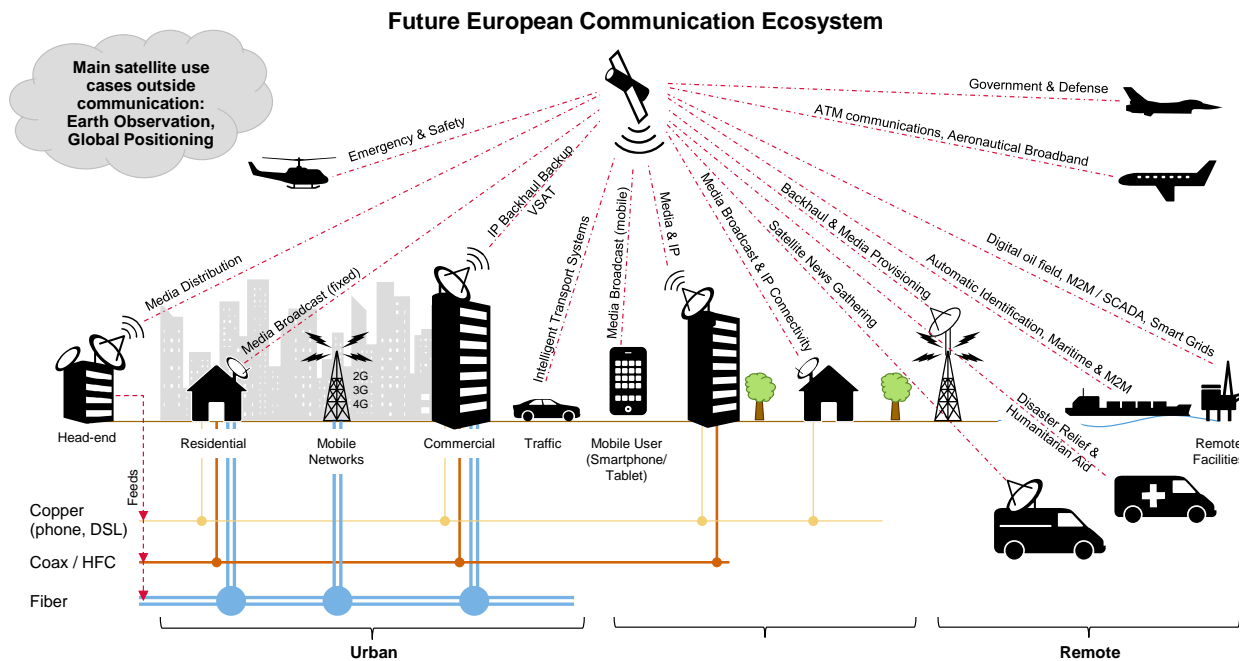 Future European Communication Ecosystem
Main satellite use
cases outside
communication:
Earth Observation,
Global Positioning
Government & Defense
ATM communications, Aeronautical Broadband
Emergency & Safety
IP Backhaul Backup
VSAT
Media Distribution
Media Broadcast (fixed)
Intelligent Transport Systems
Media Broadcast (mobile)
Media & IP
Media Broadcast & IP Connectivity
Satellite News Gathering
Backhaul & Media Provisioning
Automatic Identification, Maritime & M2M
Digital oil field, M2M / SCADA, Smart Grids
Disaster Relief &
Humanitarian Aid
2G
3G
4G
Head-end
Residential
Mobile
Networks
Commercial
Traffic
Mobile User
(Smartphone/
Tablet)
Remote
Facilities
Feeds
Copper
(phone, DSL)
Coax / HFC
Fiber
Urban
Remote